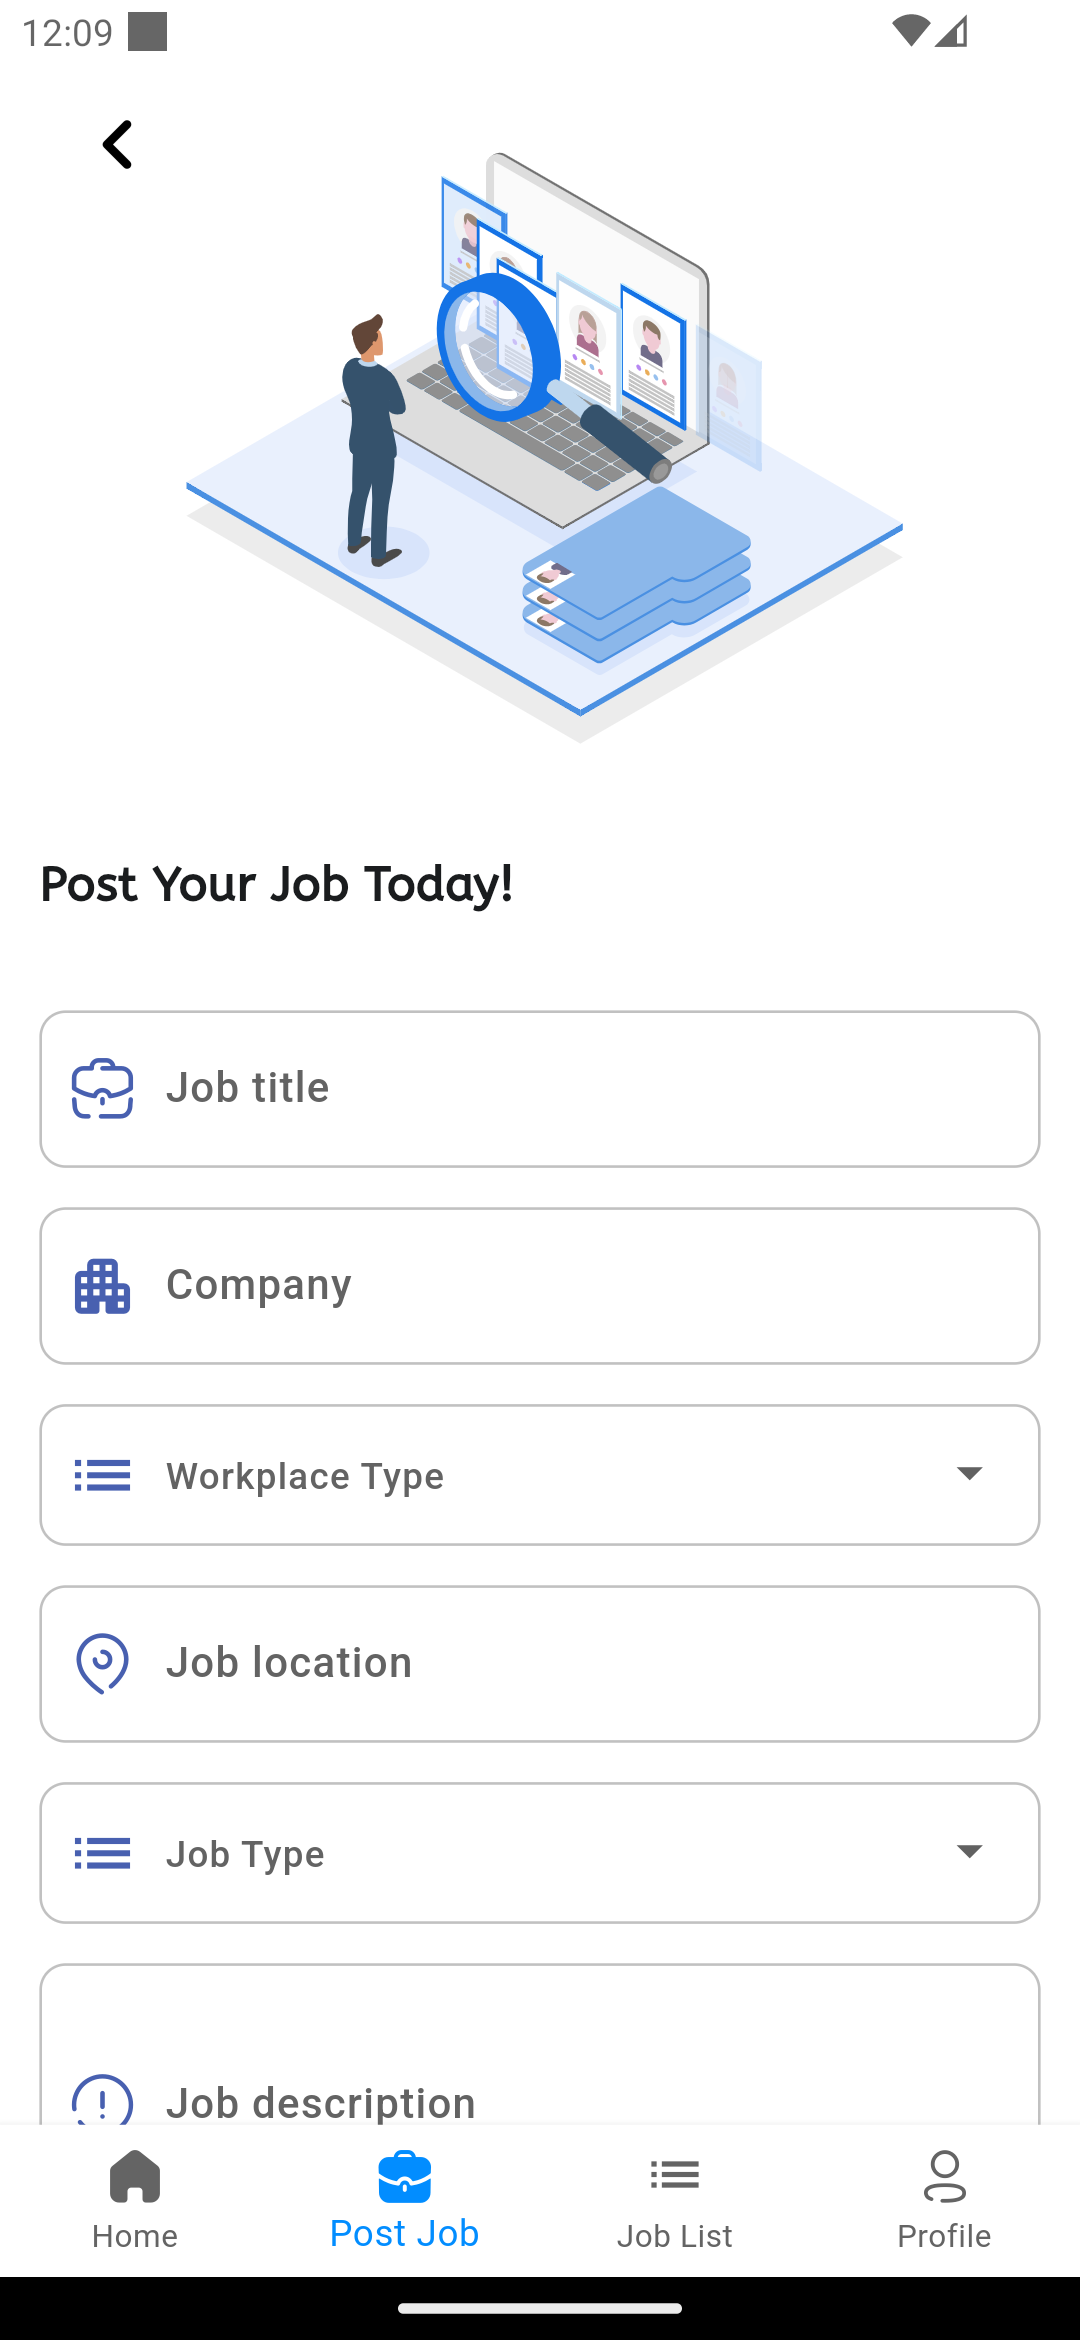 12:09
Post Your Job Today!
Job title
Company
Workplace Type
Job location
Job Type
Job description
Home
Post Job
Job List
Profile